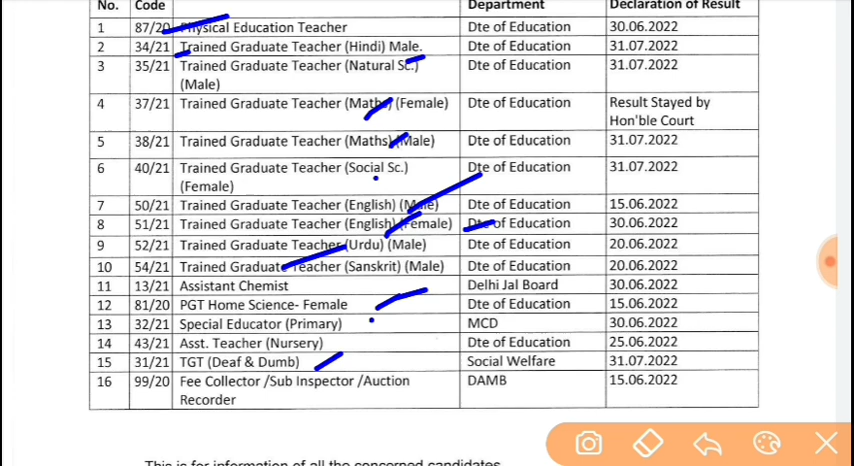 No. Code Department Declaration of Result
1 87/20 Physical Education Teacher Dte of Education 30.06.2022
2 34/21 Trained Graduate Teacher (Hindi) Male. Dte of Education 31.07.2022
3 35/21 Trained Graduate Teacher (Natural Sc.) Dte of Education 31.07.2022
(Male)
4 37/21 Trained Graduate Teacher (Maths) (Female) Dte of Education Result Stayed by
Hon'ble Court
5 38/21 Trained Graduate Teacher (Maths) (Male) Dte of Education 31.07.2022
6 40/21 Trained Graduate Teacher (Social Sc.) Dte of Education 31.07.2022
(Female)
7 50/21 Trained Graduate Teacher (English) (Male) Dte of Education 15.06.2022
8 51/21 Trained Graduate Teacher (English) (Female) Dte of Education 30.06.2022
9 52/21 Trained Graduate Teacher (Urdu) (Male) Dte of Education 20.06.2022
10 54/21 Trained Graduate Teacher (Sanskrit) (Male) Dte of Education 20.06.2022
11 13/21 Assistant Chemist Delhi Jal Board 30.06.2022
12 81/20 PGT Home Science- Female Dte of Education 15.06.2022
13 32/21 Special Educator (Primary) MCD 30.06.2022
14 43/21 Asst. Teacher (Nursery) Dte of Education 25.06.2022
15 31/21 TGT (Deaf & Dumb) Social Welfare 31.07.2022
16 99/20 Fee Collector /Sub Inspector /Auction DAMB 15.06.2022
Recorder
This is for information of all the concerned candidates